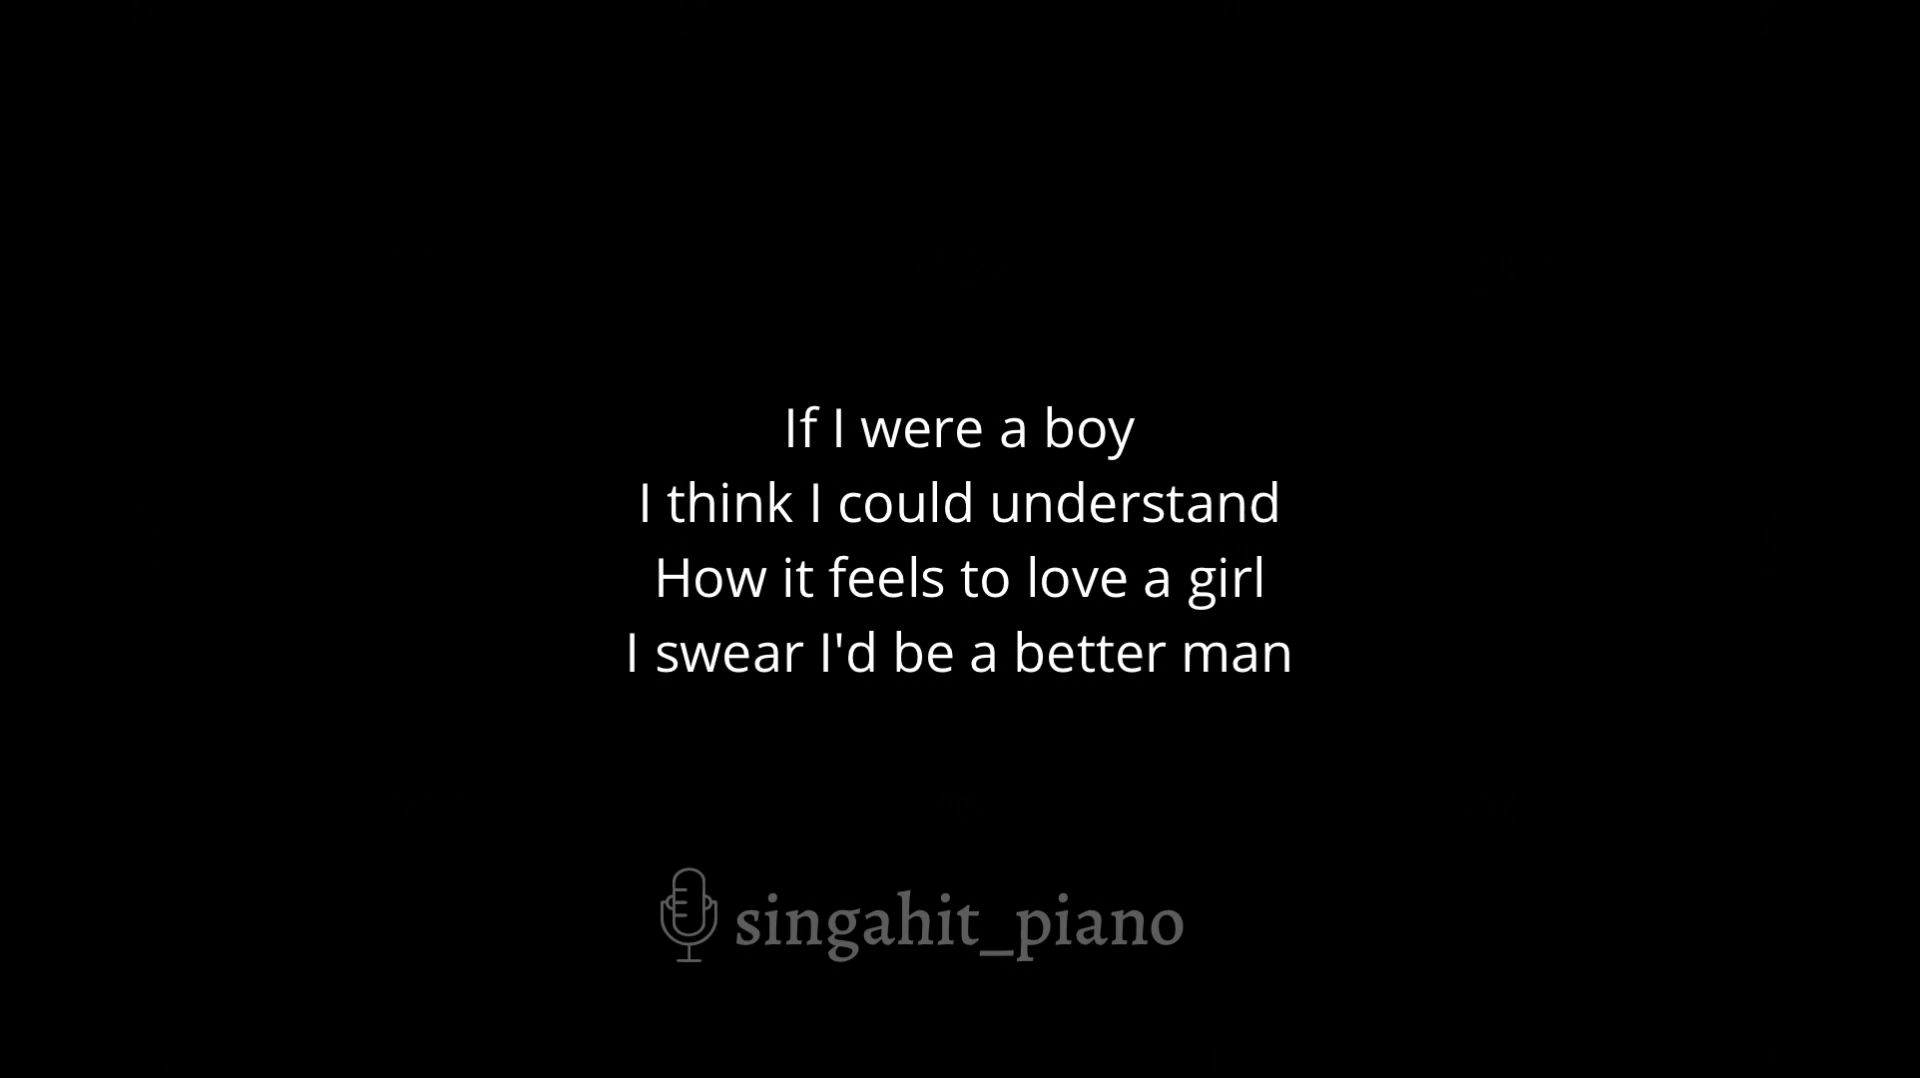 If I were a boy
I think I could understand
How it feels to love a girl
I swear I'd be a better man
singahit_piano